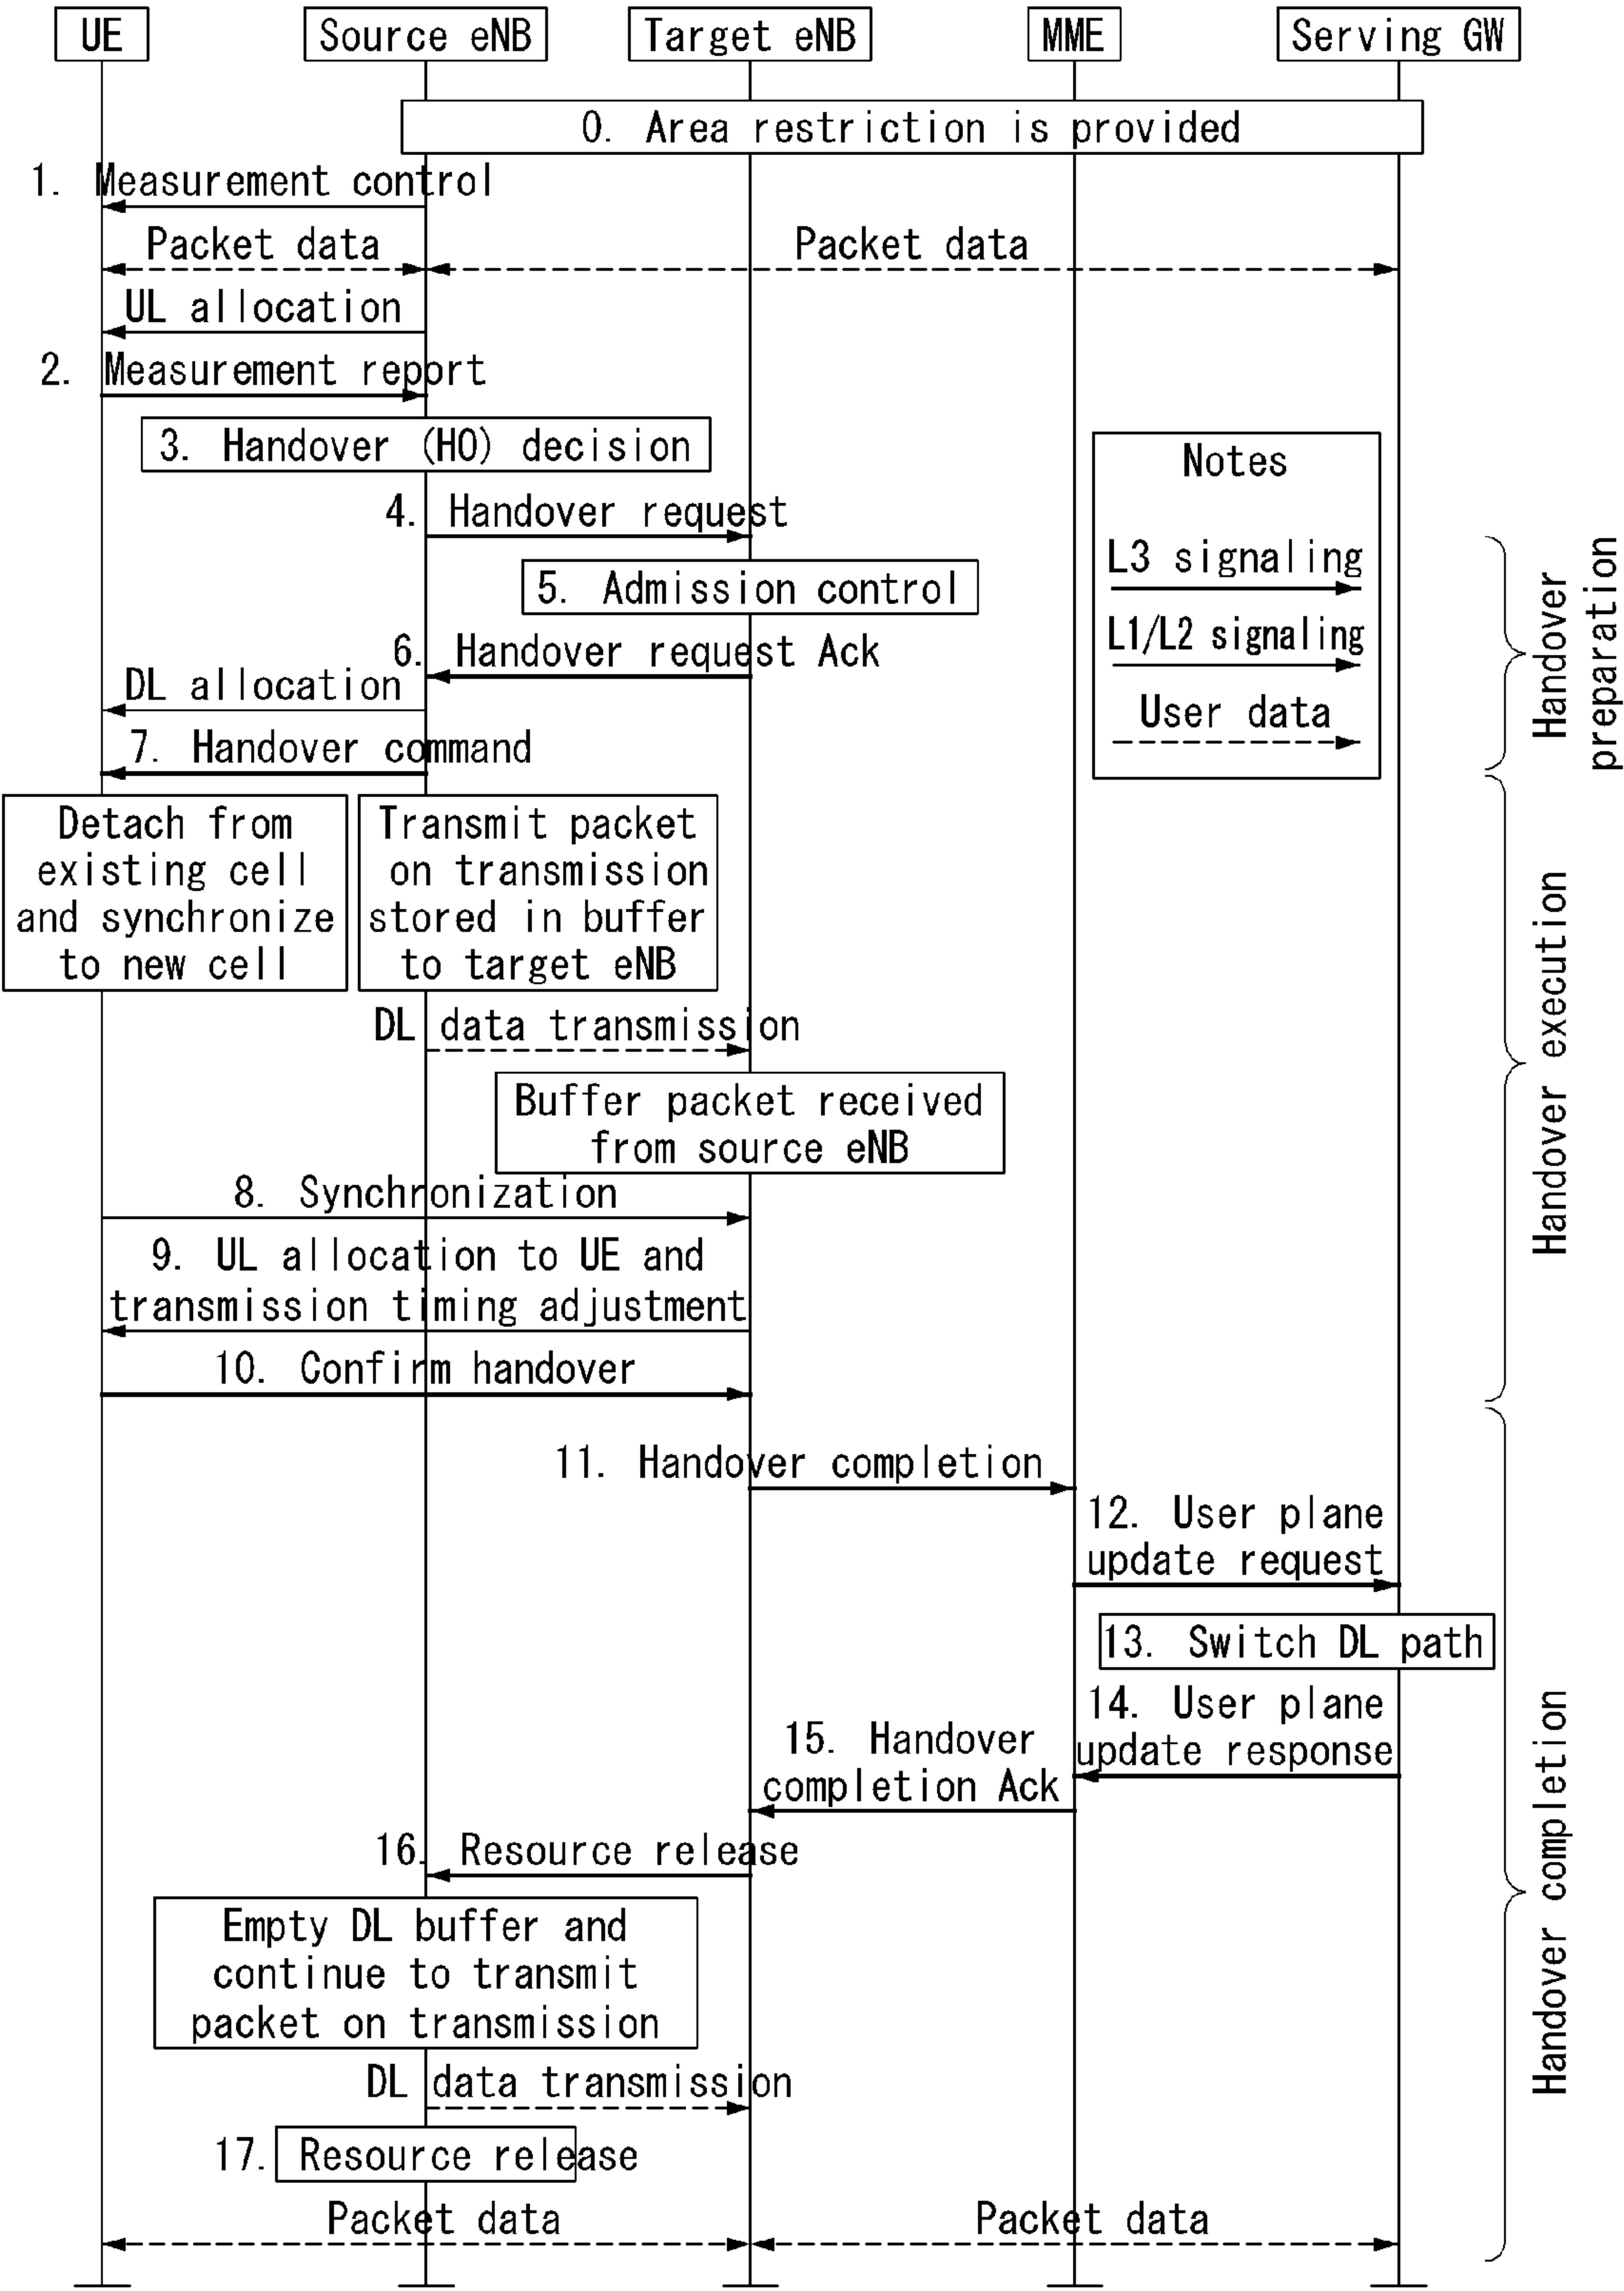 UE
Source eNB
Target eNB
MME
Serving GW
0. Area restriction is provided
1. Measurement control
Packet data
Packet data
UL allocation
2. Measurement report
3. Handover (HO) decision
4. Handover request
5. Admission control
6. Handover request Ack
DL allocation
7. Handover command
Notes
L3 signaling
L1/L2 signaling
User data
Handover
preparation
Detach from
existing cell
and synchronize
to new cell
Transmit packet
on transmission
stored in buffer
to target eNB
DL data transmission
Buffer packet received
from source eNB
8. Synchronization
9. UL allocation to UE and
transmission timing adjustment
10. Confirm handover
Handover execution
11. Handover completion
12. User plane
update request
13. Switch DL path
14. User plane
update response
15. Handover
completion Ack
16. Resource release
Empty DL buffer and
continue to transmit
packet on transmission
DL data transmission
17. Resource release
Packet data
Packet data
Handover completion